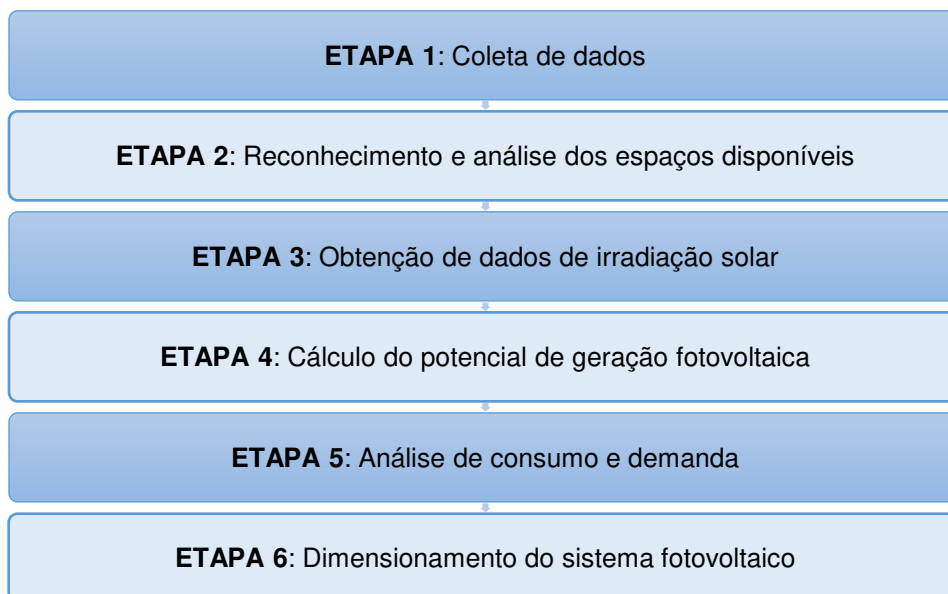 ETAPA 1: Coleta de dados
ETAPA 2: Reconhecimento e análise dos espaços disponíveis
ETAPA 3: Obtenção de dados de irradiação solar
ETAPA 4: Cálculo do potencial de geração fotovoltaica
ETAPA 5: Análise de consumo e demanda
ETAPA 6: Dimensionamento do sistema fotovoltaico